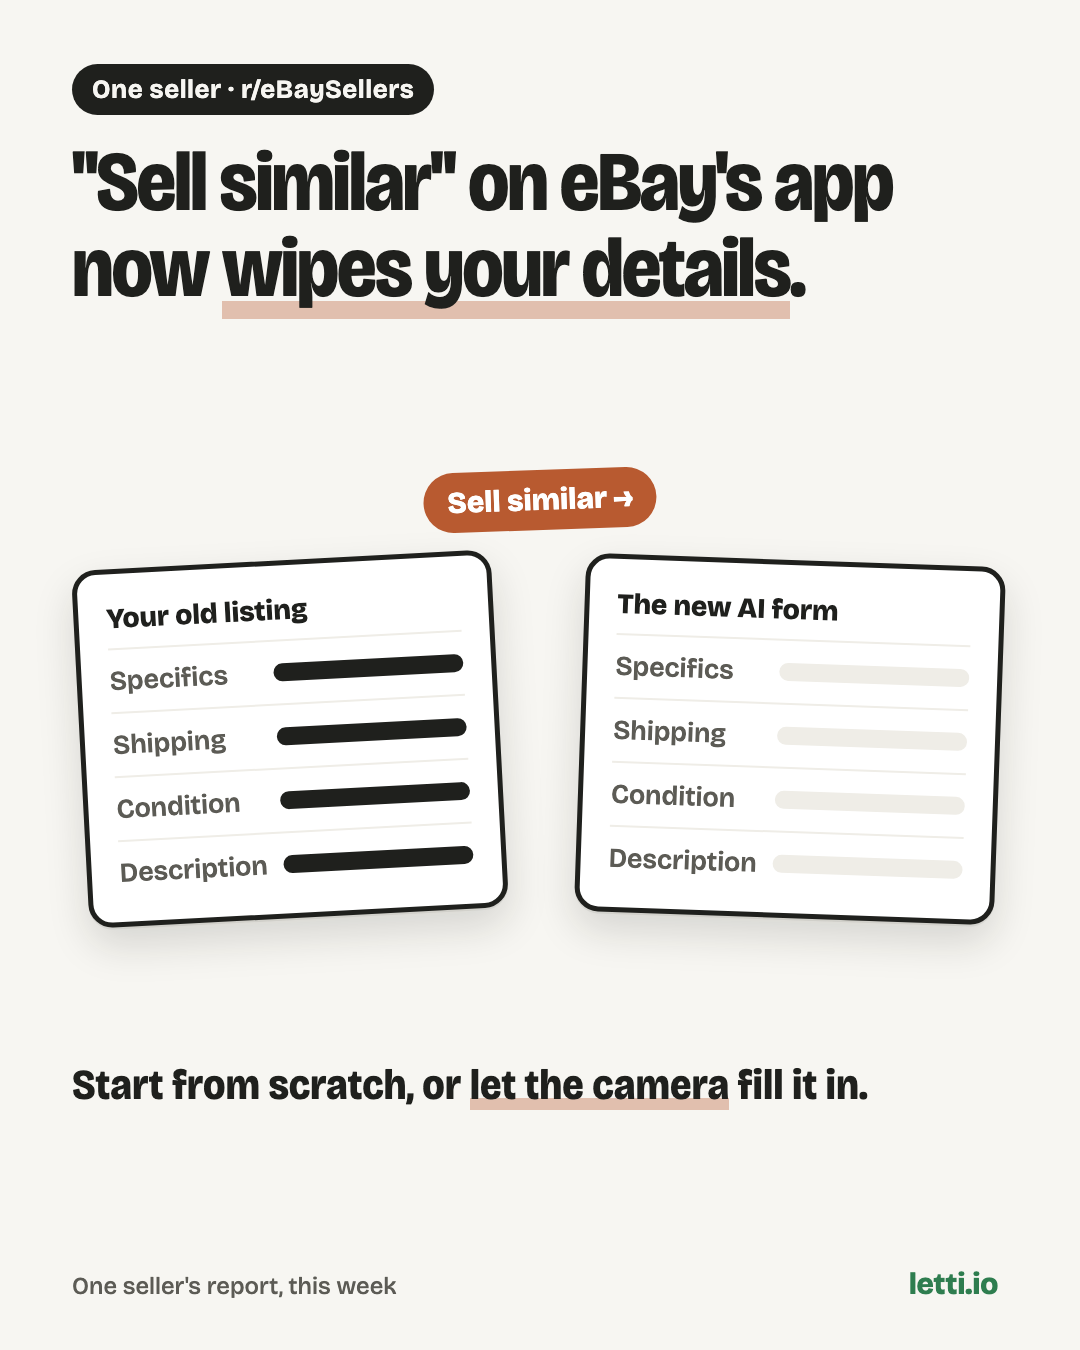 One seller · r/eBaySellers
"Sell similar" on eBay's app
now wipes your details.
Sell similar →
Your old listing
Specifics
Shipping
Condition
Description
The new AI form
Specifics
Shipping
Condition
Description
Start from scratch, or let the camera fill it in.
One seller's report, this week
letti.io